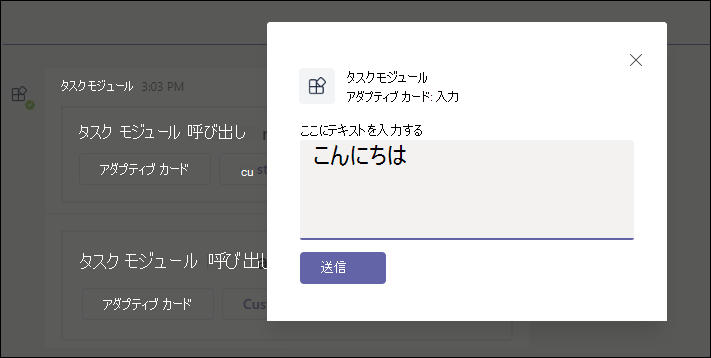 タスクモジュール 3:03 PM
タスク モジュール 呼び出し
アダプティブ カード
cu st
タスク モジュール 呼び出し
アダプティブ カード
Cus
タスクモジュール
アダプティブ カード: 入力
ここにテキストを入力する
こんにちは
送信